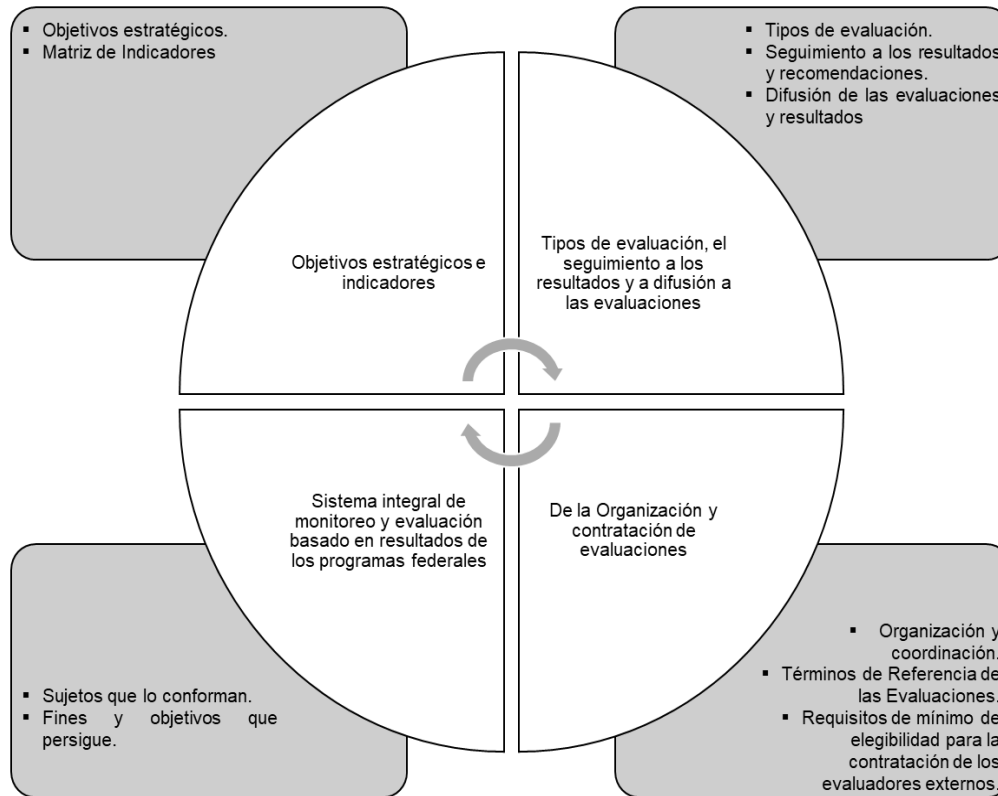 ▪ Objetivos estratégicos.
▪ Matriz de Indicadores
▪ Tipos de evaluación.
▪ Seguimiento a los resultados
y recomendaciones.
▪ Difusión de las evaluaciones
y resultados
Objetivos estratégicos e
indicadores
Tipos de evaluación, el
seguimiento a los
resultados y a difusión a
las evaluaciones
Sistema integral de
monitoreo y evaluación
basado en resultados de
los programas federales
De la Organización y
contratación de
evaluaciones
▪ Sujetos que lo conforman.
▪ Fines y objetivos que
persigue.
▪ Organización y
coordinación.
▪ Términos de Referencia de
las Evaluaciones.
▪ Requisitos de mínimo de
elegibilidad para la
contratación de los
evaluadores externos.